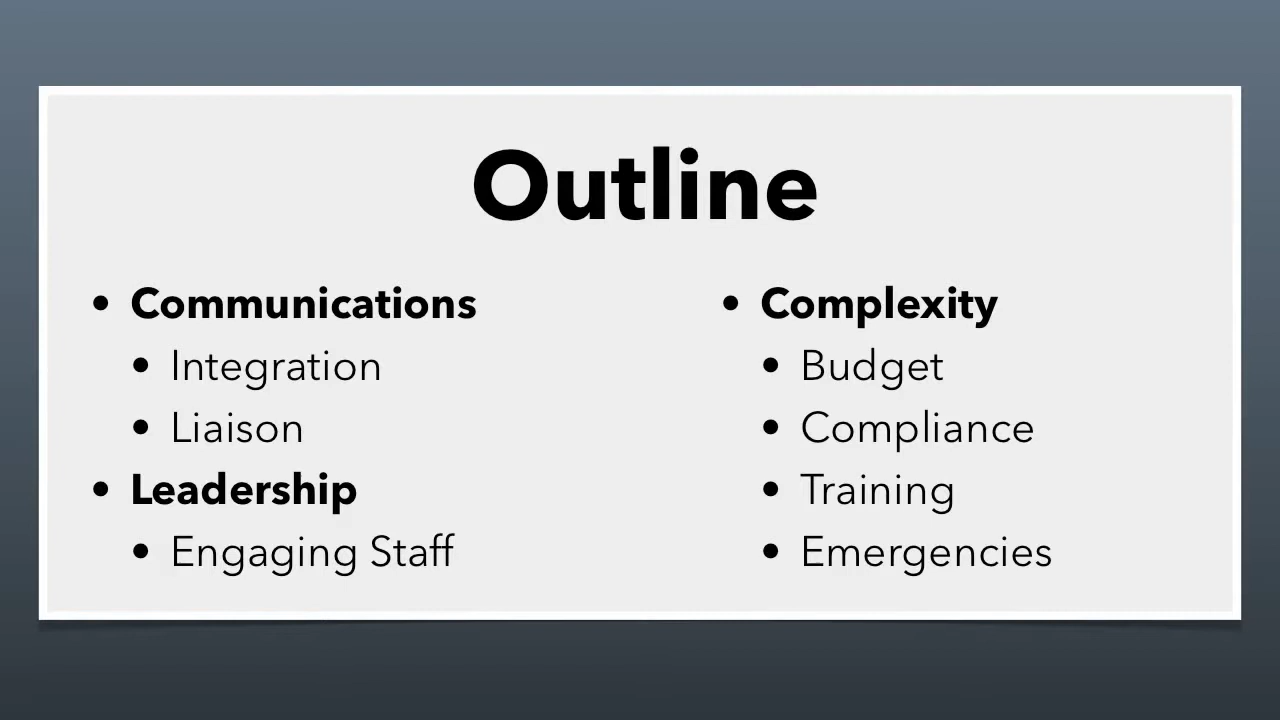 Outline
• Communications
• Integration
• Liaison
• Leadership
• Engaging Staff
• Complexity
• Budget
• Compliance
• Training
• Emergencies